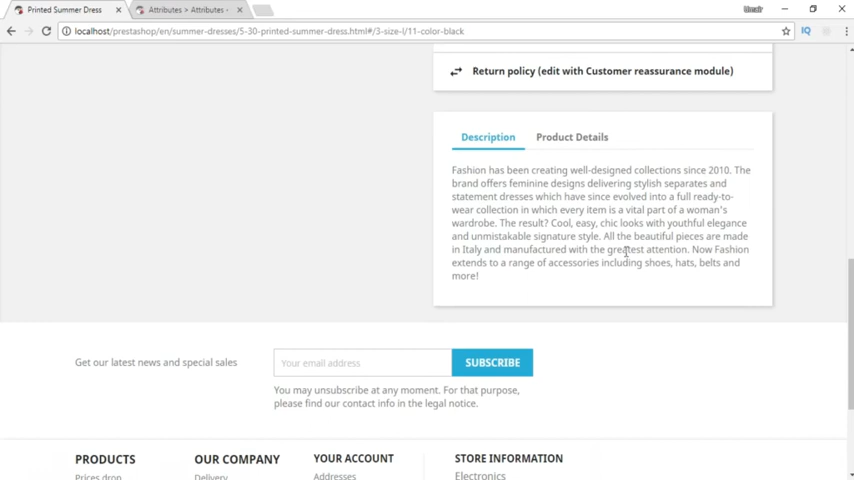 Printed Summer Dress
Attributes > Attributes
localhost/prestashop/en/summer-dresses/5-30-printed-summer-dress.html#/3-size-l/11-color-black
IQ
Return policy (edit with Customer reassurance module)
Description Product Details
Fashion has been creating well-designed collections since 2010. The
brand offers feminine designs delivering stylish separates and
statement dresses which have since evolved into a full ready-to-
wear collection in which every item is a vital part of a woman's
wardrobe. The result? Cool, easy, chic looks with youthful elegance
and unmistakable signature style. All the beautiful pieces are made
in Italy and manufactured with the greatest attention. Now Fashion
extends to a range of accessories including shoes, hats, belts and
more!
Get our latest news and special sales
Your email address
SUBSCRIBE
You may unsubscribe at any moment. For that purpose,
please find our contact info in the legal notice.
PRODUCTS OUR COMPANY YOUR ACCOUNT STORE INFORMATION
Prices drop Delivery Addresses Electronics